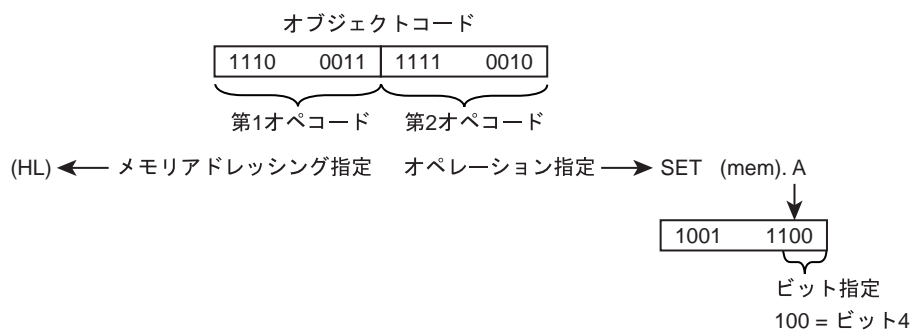 オブジェクトコード
1110 0011 1111 0010
第1オペコード 第2オペコード
(HL) メモリアドレッシング指定 オペレーション指定 SET (mem). A
1001 1100
ビット指定
100 = ビット4